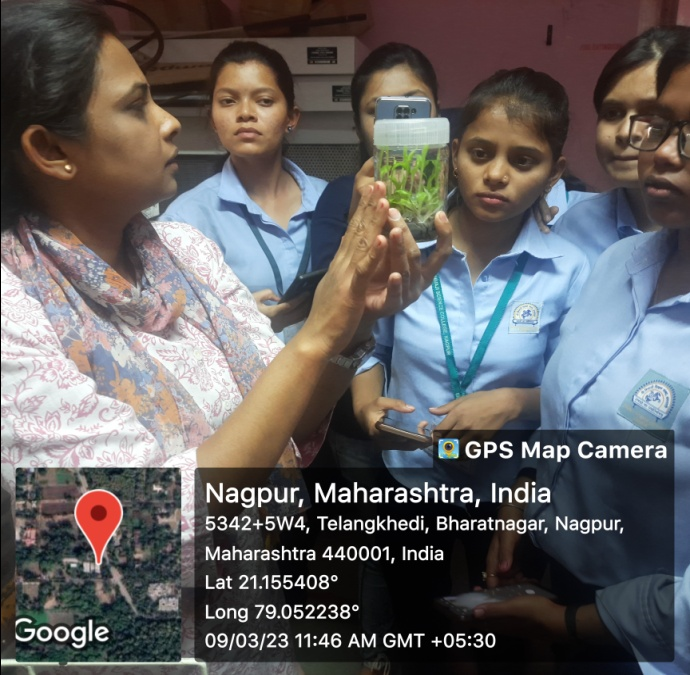 GPS Map Camera
Nagpur, Maharashtra, India
5342+5W4, Telangkhedi, Bharatnagar, Nagpur,
Maharashtra 440001, India
Lat 21.155408°
Long 79.052238°
09/03/23 11:46 AM GMT +05:30
Google